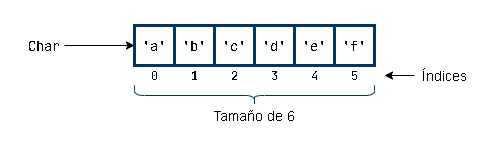 Char 'a' 'b' 'c' 'd' 'e' 'f'
0 1 2 3 4 5 Índices
Tamaño de 6